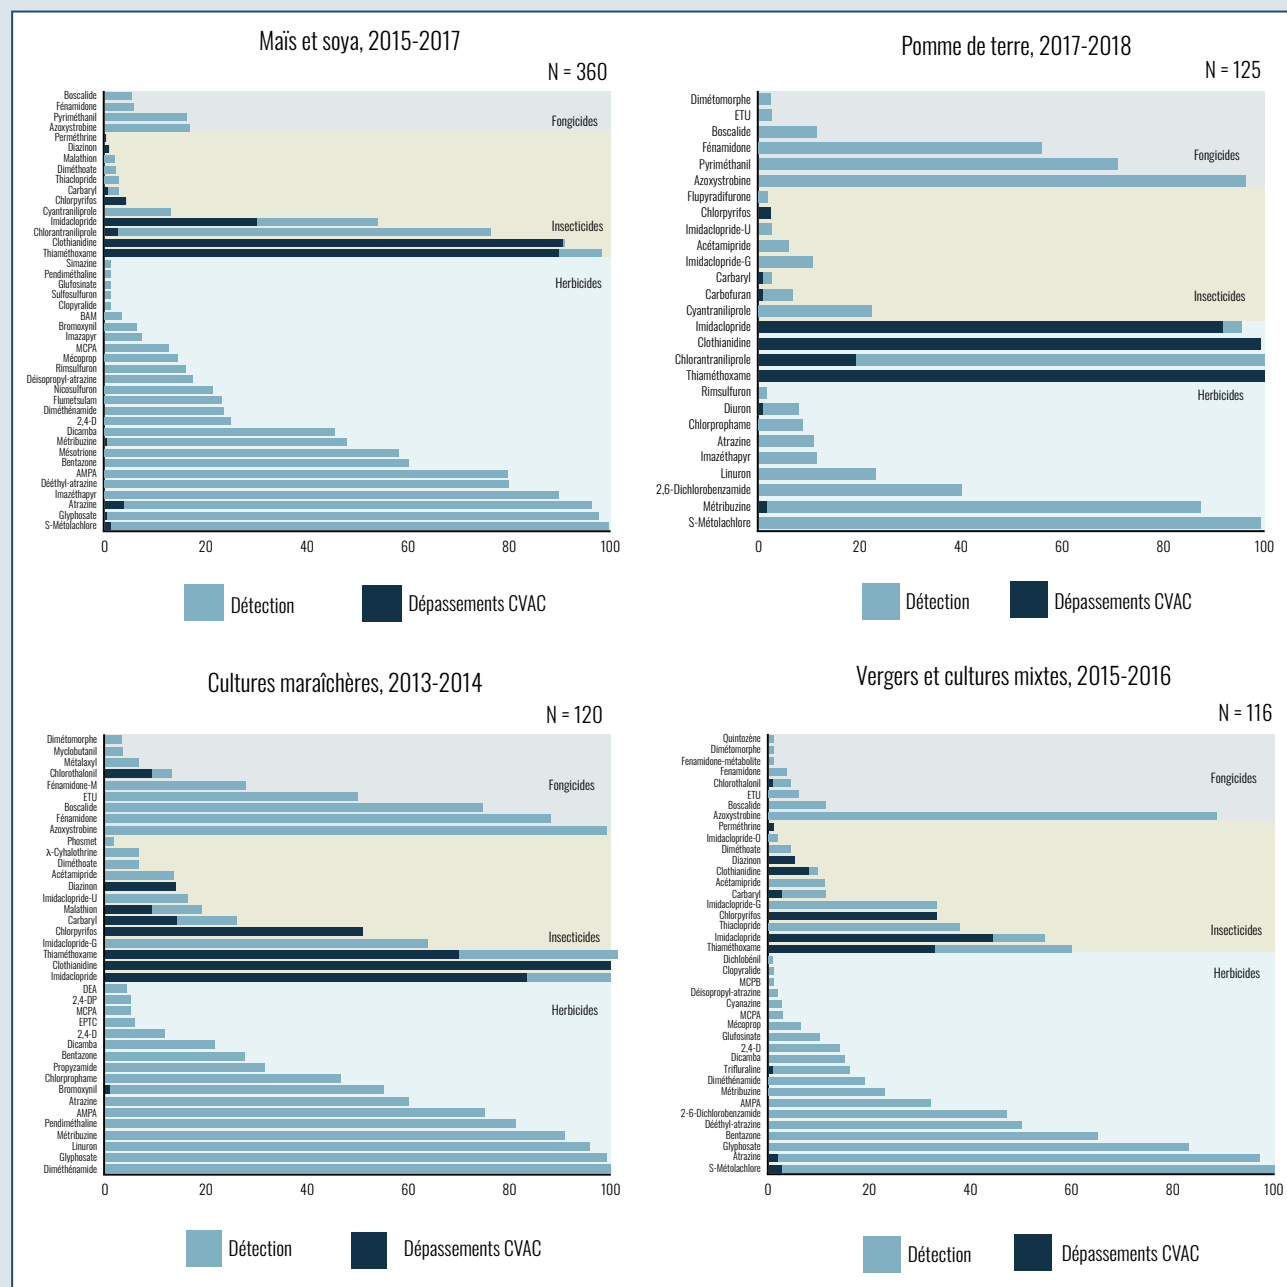 Maïs et soya, 2015-2017
N = 360
Boscalide
Fénamidone
Pyriméthanil
Azoxystrobine
Fongicides
Perméthrine
Diazinon
Malathion
Diméthoate
Thiaclopride
Carbaryl
Chlorpyrifos
Cyantraniliprole
Imidaclopride
Chlorantraniliprole
Clothianidine
Thiaméthoxame
Insecticides
Simazine
Pendiméthaline
Glufosinate
Sulfosulfuron
Clopyralide
BAM
Bromoxynil
Imazapyr
MCPA
Mécoprop
Rimsulfuron
Déisopropyl-atrazine
Nicosulfuron
Flumetsulam
Diméthénamide
2,4-D
Dicamba
Métribuzine
Mésotrione
Bentazone
AMPA
Dééthyl-atrazine
Imazéthapyr
Atrazine
Glyphosate
S-Métolachlore
Herbicides
0 20 40 60 80 100
Détection
Dépassements CVAC
Pomme de terre, 2017-2018
N = 125
Dimétomorphe
ETU
Boscalide
Fénamidone
Pyriméthanil
Azoxystrobine
Fongicides
Flupyradifurone
Chlorpyrifos
Imidaclopride-U
Acétamipride
Imidaclopride-G
Carbaryl
Carbofuran
Cyantraniliprole
Imidaclopride
Clothianidine
Chlorantraniliprole
Thiaméthoxame
Insecticides
Rimsulfuron
Diuron
Chlorprophame
Atrazine
Imazéthapyr
Linuron
2,6-Dichlorobenzamide
Métribuzine
S-Métolachlore
Herbicides
0 20 40 60 80 100
Détection
Dépassements CVAC
Cultures maraîchères, 2013-2014
N = 120
Dimétomorphe
Myclobutanil
Métalaxyl
Chlorothalonil
Fénamidone-M
ETU
Boscalide
Fénamidone
Azoxystrobine
Fongicides
Phosmet
λ-Cyhalothrine
Diméthoate
Acétamipride
Diazinon
Imidaclopride-U
Malathion
Carbaryl
Chlorpyrifos
Imidaclopride-G
Thiaméthoxame
Clothianidine
Imidaclopride
Insecticides
DEA
2,4-DP
MCPA
EPTC
2,4-D
Dicamba
Bentazone
Propyzamide
Chlorprophame
Bromoxynil
Atrazine
AMPA
Pendiméthaline
Métribuzine
Linuron
Glyphosate
Diméthénamide
Herbicides
0 20 40 60 80 100
Détection
Dépassements CVAC
Vergers et cultures mixtes, 2015-2016
N = 116
Quintozène
Dimétomorphe
Fenamidone-métabolite
Fenamidone
Chlorothalonil
ETU
Boscalide
Azoxystrobine
Fongicides
Perméthrine
Imidaclopride-O
Diméthoate
Diazinon
Clothianidine
Acétamipride
Carbaryl
Imidaclopride-G
Chlorpyrifos
Thiaclopride
Imidaclopride
Thiaméthoxame
Insecticides
Dichlobénil
Clopyralide
MCPB
Déisopropyl-atrazine
Cyanazine
MCPA
Mécoprop
Glufosinate
2,4-D
Dicamba
Trifluraline
Diméthénamide
Métribuzine
AMPA
2-6-Dichlorobenzamide
Dééthyl-atrazine
Bentazone
Glyphosate
Atrazine
S-Métolachlore
Herbicides
0 20 40 60 80 100
Détection
Dépassements CVAC